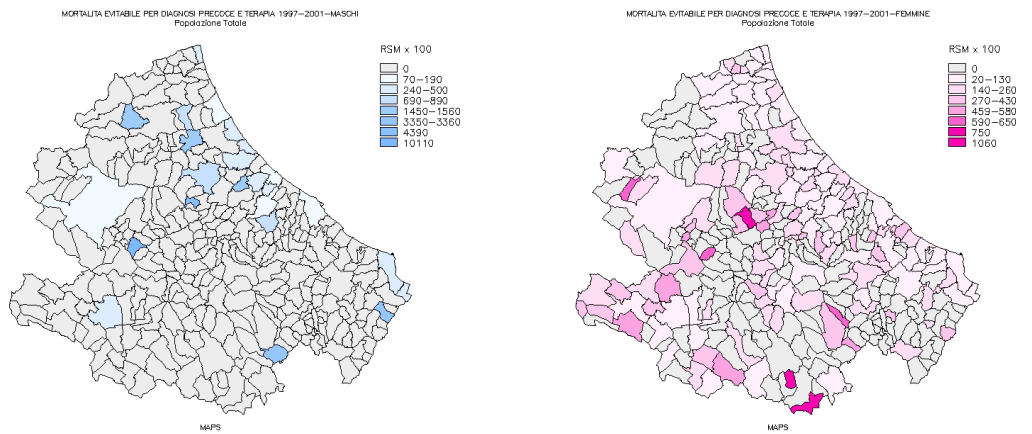 MORTALITA EVITABILE PER DIAGNOSI PRECOCE E TERAPIA 1997-2001-MASCHI
Popolazione Totale
RSM x 100
0
70-190
240-500
690-890
1450-1560
3350-3360
4390
10110
MAPS
MORTALITA EVITABILE PER DIAGNOSI PRECOCE E TERAPIA 1997-2001-FEMMINE
Popolazione Totale
RSM x 100
0
20-130
140-260
270-430
459-580
590-650
750
1060
MAPS